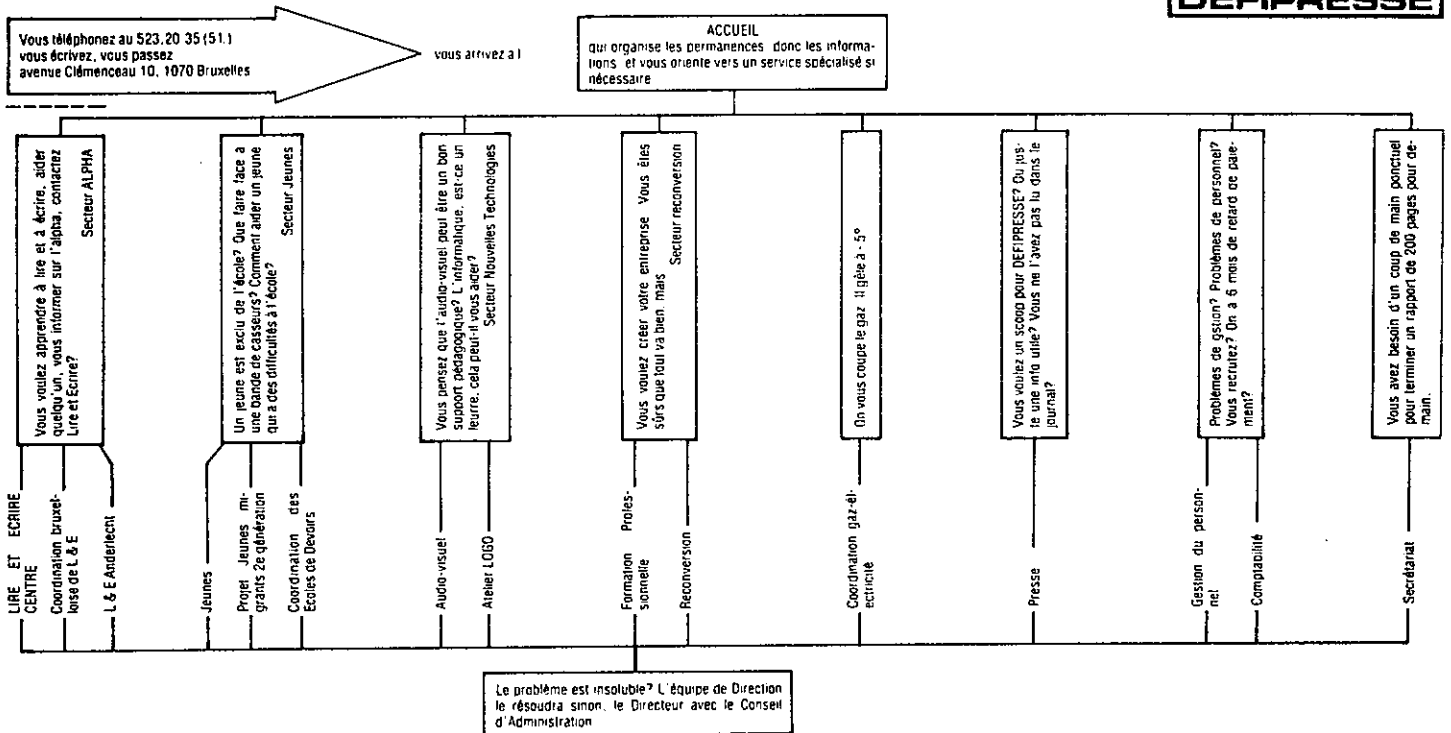 DEFIPRESSE
Vous téléphonez au 523.20 35 (51.)
vous écrivez, vous passez
avenue Clémenceau 10, 1070 Bruxelles
vous arrivez à l
ACCUEIL
qui organise les permanences donc les informa-
tions et vous oriente vers un service spécialisé si
nécessaire
Vous voulez apprendre à lire et à écrire, aider
quelqu'un, vous informer sur l'alpha, contactez
Lire et Ecrire?
Secteur ALPHA
Un jeune est exclu de l'école? Que faire face a
une bande de casseurs? Comment aider un jeune
qui a des difficultés à l'école?
Secteur Jeunes
Vous pensez que l'audio-visuel peut être un bon
support pédagogique? L'informatique, est-ce un
leurre, cela peut-il vous aider?
Secteur Nouvelles Technologies
Vous voulez créer votre entreprise Vous êtes
sûrs que tout va bien, mais
Secteur reconversion
On vous coupe le gaz Il gèle à - 5°
Vous voulez un scoop pour DEFIPRESSE? Ou jus-
te une info utile? Vous ne l'avez pas lu dans le
journal?
Problèmes de gstion? Problèmes de personnel?
Vous recrutez? On a 6 mois de retard de paie-
ment?
Vous avez besoin d'un coup de main ponctuel
pour terminer un rapport de 200 pages pour de-
main.
LIRE ET ECRIRE
CENTRE
Coordination bruxel-
loise de L & E
L & E Anderlecht
Jeunes
Projet Jeunes mi-
grants 2e génération
Coordination des
Ecoles de Devoirs
Audio-visuel
Atelier LOGO
Formation Profes-
sionnelle
Reconversion
Coordination gaz-él-
ectricité
Presse
Gestion du person-
nel
Comptabilité
Secrétariat
Le problème est insoluble? L'équipe de Direction
le résoudra sinon, le Directeur avec le Conseil
d'Administration